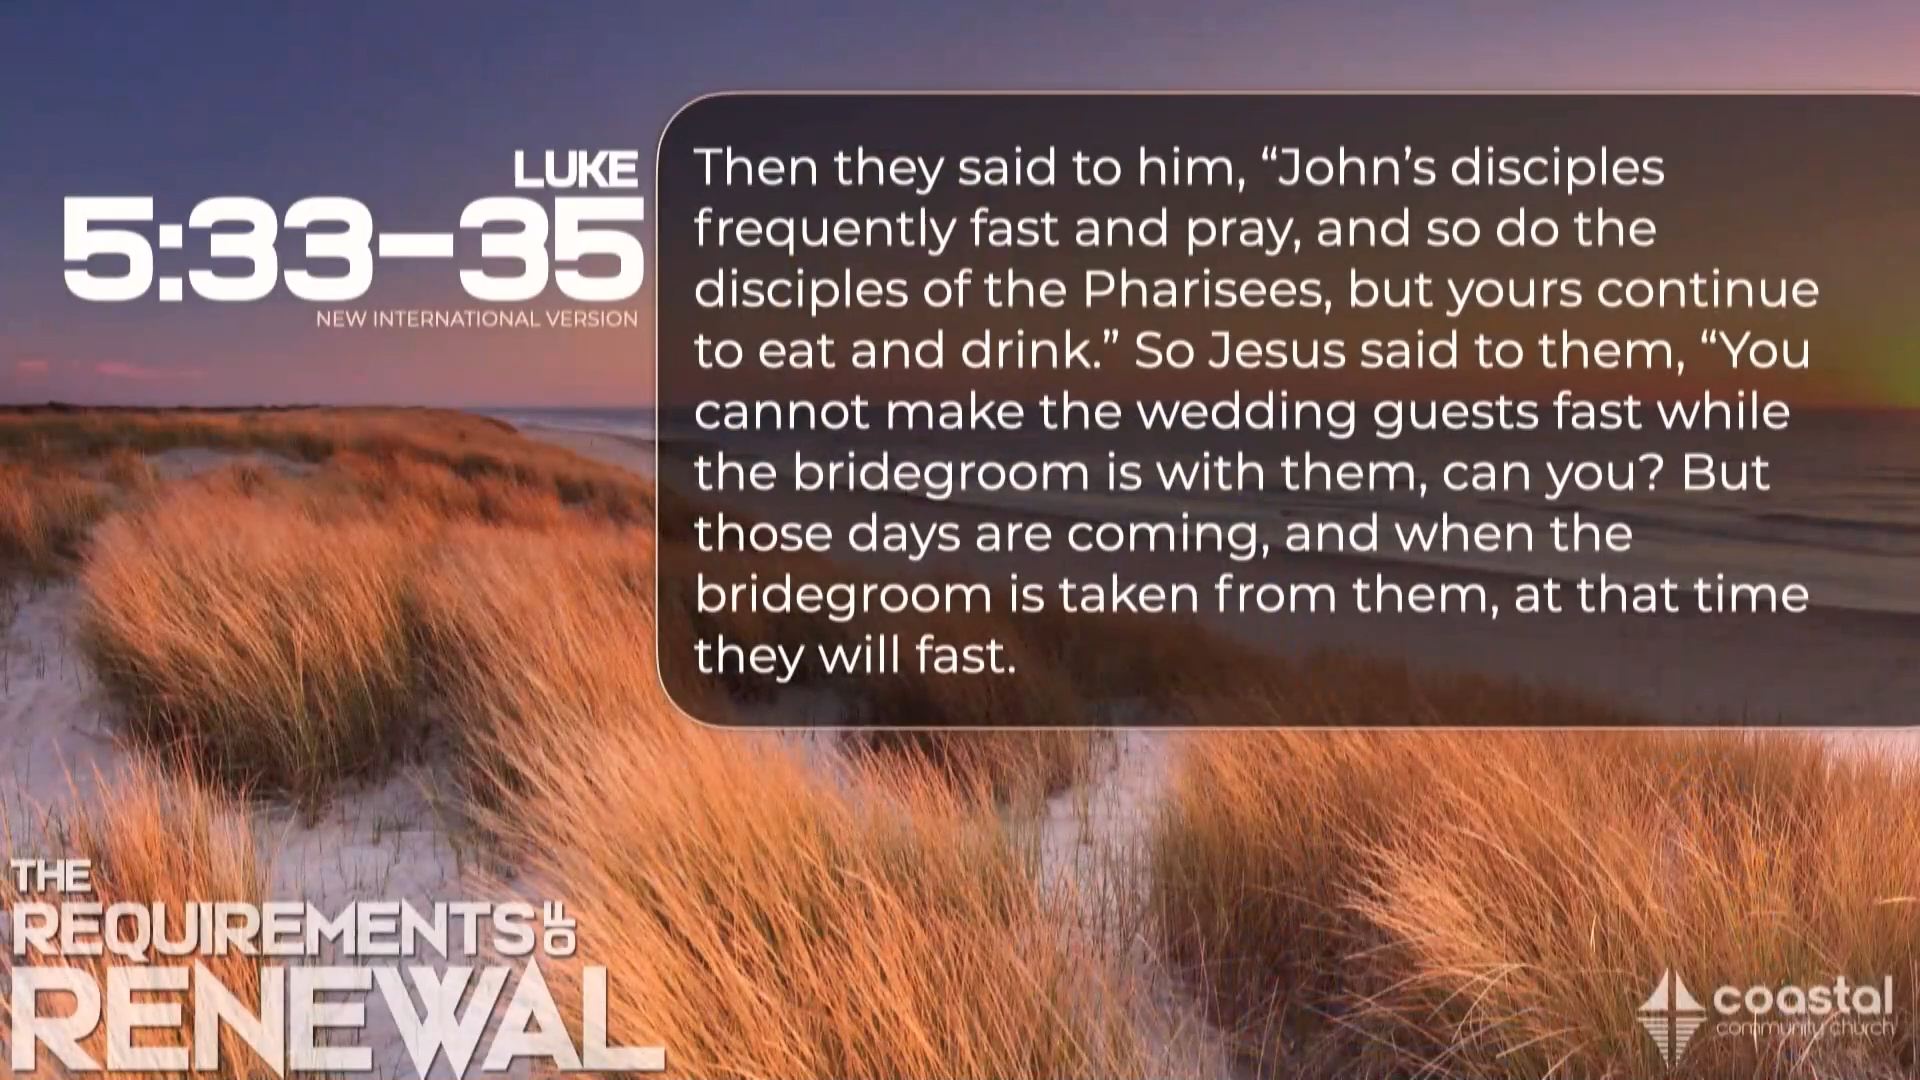 LUKE
5:33–35
NEW INTERNATIONAL VERSION
Then they said to him, “John’s disciples
frequently fast and pray, and so do the
disciples of the Pharisees, but yours continue
to eat and drink.” So Jesus said to them, “You
cannot make the wedding guests fast while
the bridegroom is with them, can you? But
those days are coming, and when the
bridegroom is taken from them, at that time
they will fast.
THE
REQUIREMENTS OF
RENEWAL
coastal
community church